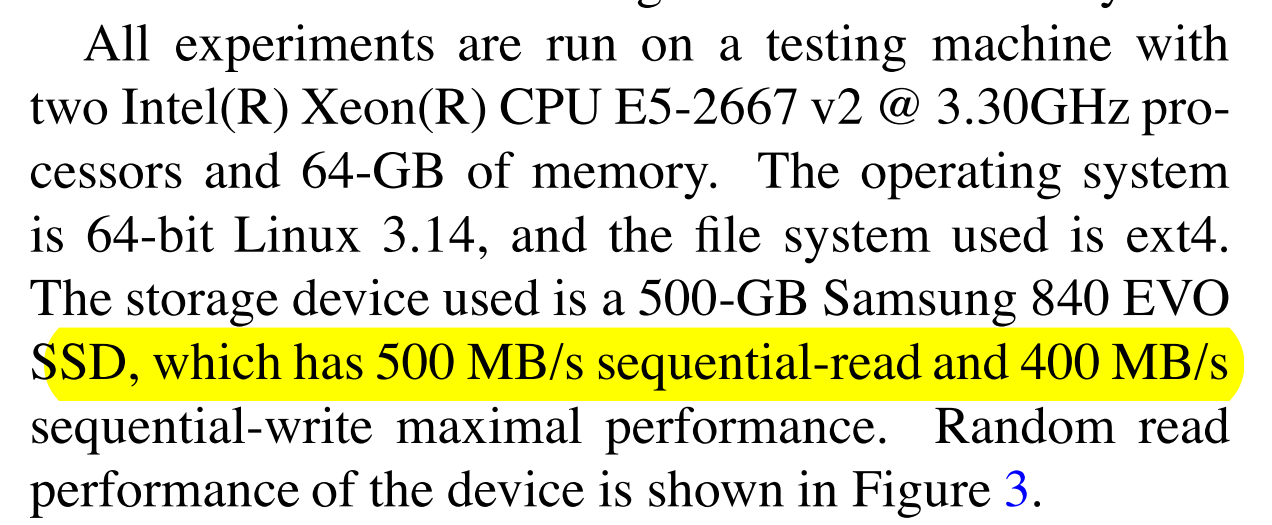 All experiments are run on a testing machine with
two Intel(R) Xeon(R) CPU E5-2667 v2 @ 3.30GHz pro-
cessors and 64-GB of memory. The operating system
is 64-bit Linux 3.14, and the file system used is ext4.
The storage device used is a 500-GB Samsung 840 EVO
SSD, which has 500 MB/s sequential-read and 400 MB/s
sequential-write maximal performance. Random read
performance of the device is shown in Figure 3.